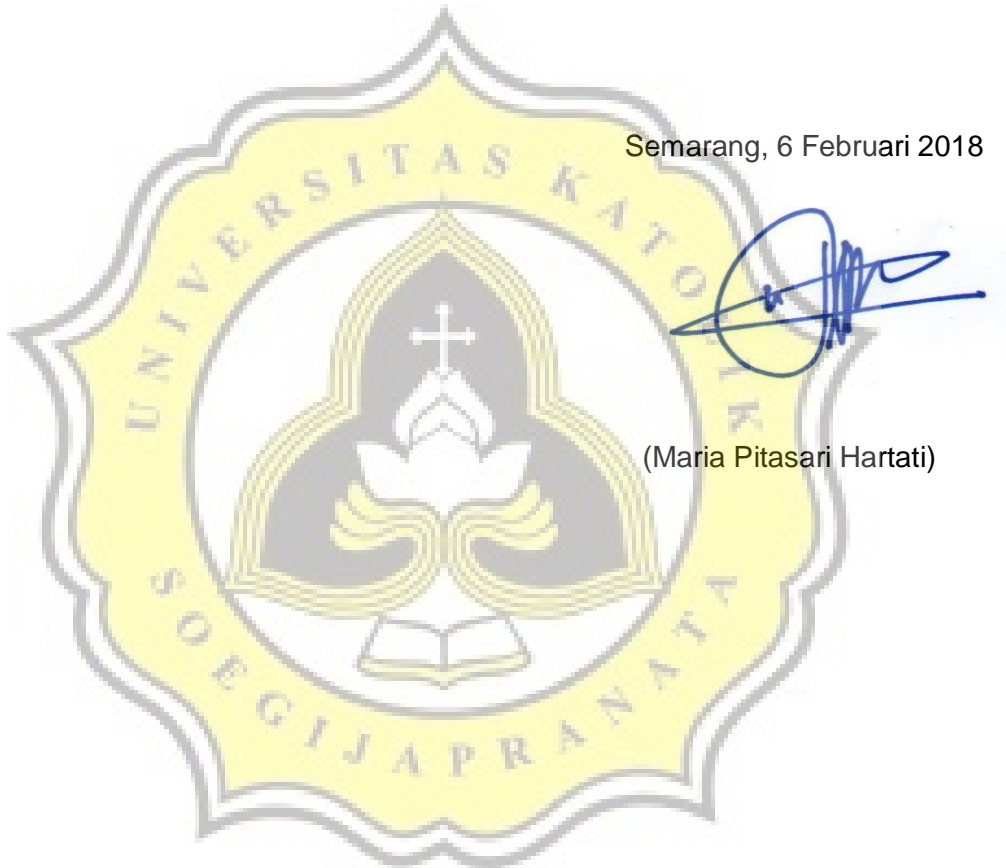 Semarang, 6 Februari 2018
UNIVERSITAS KATOLIK
(Maria Pitasari Hartati)
SOEGIJAPRANATA